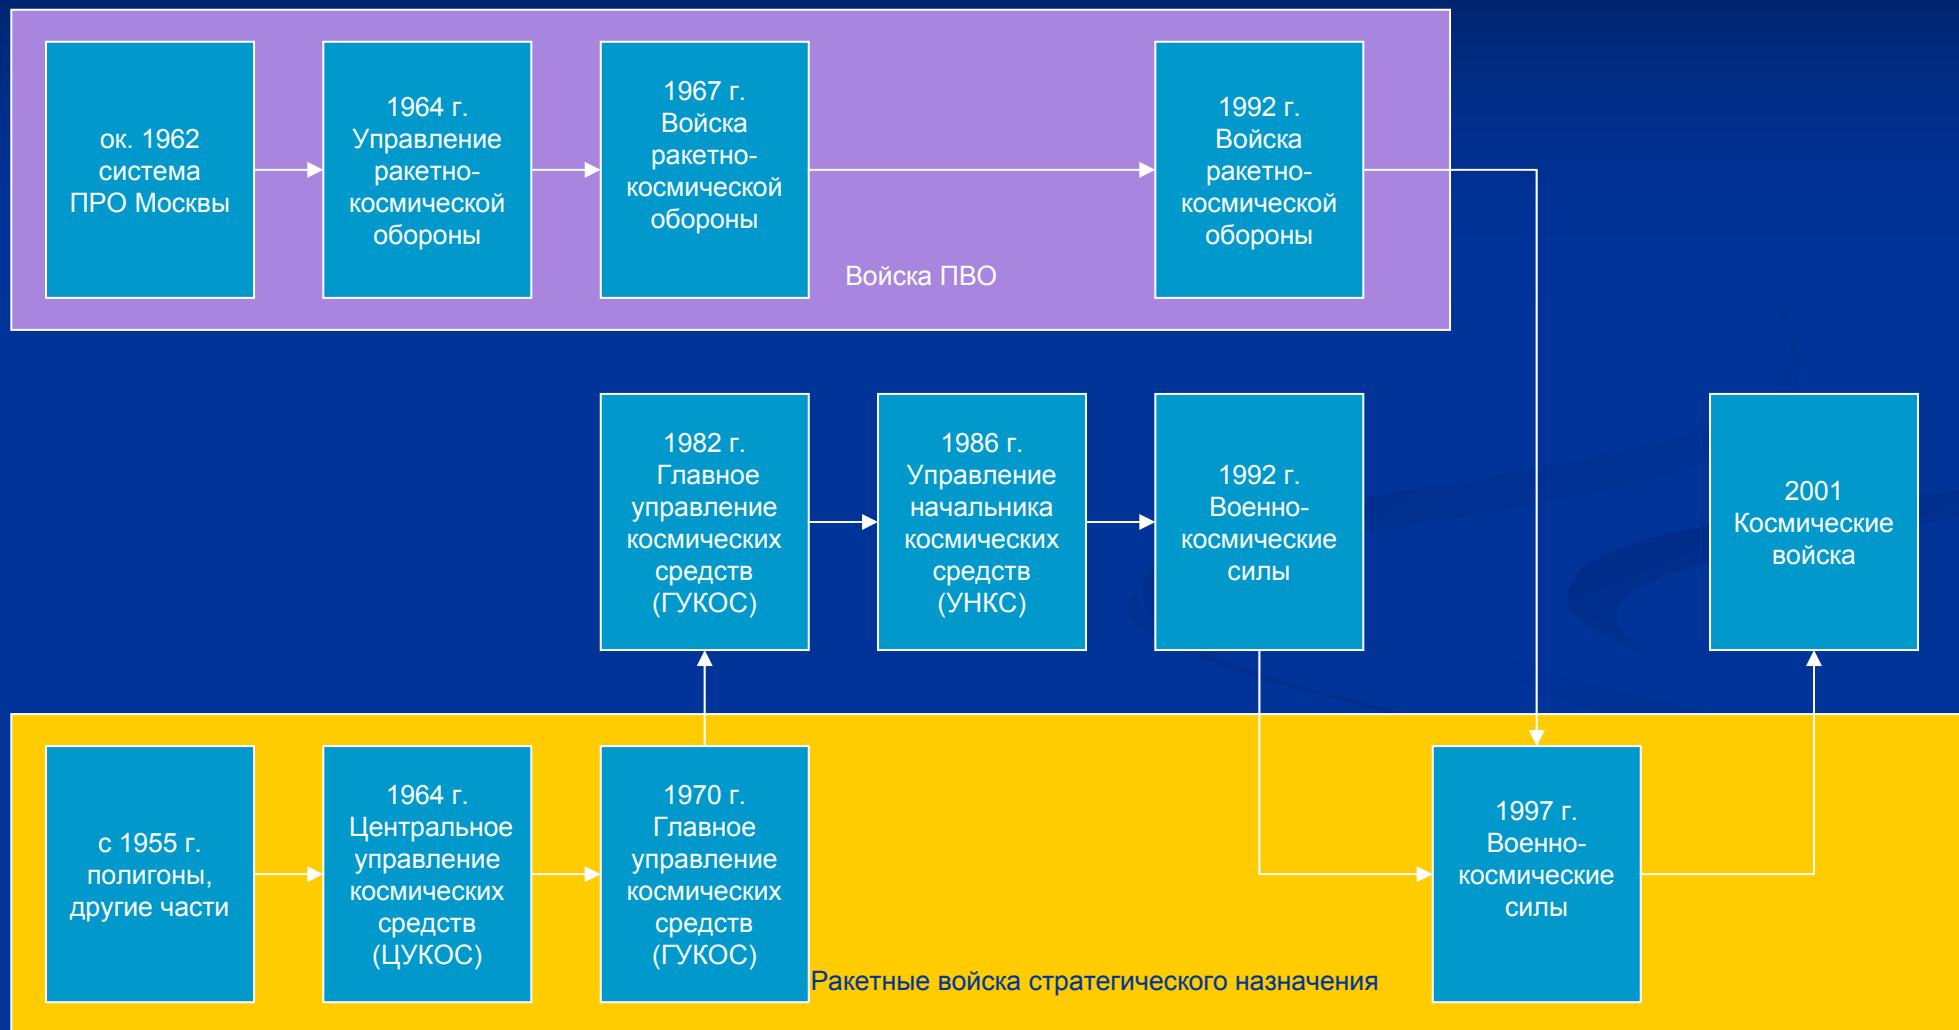 ок. 1962
система
ПРО Москвы
1964 г.
Управление
ракетно-
космической
обороны
1967 г.
Войска
ракетно-
космической
обороны
1992 г.
Войска
ракетно-
космической
обороны
Войска ПВО
1982 г.
Главное
управление
космических
средств
(ГУКОС)
1986 г.
Управление
начальника
космических
средств
(УНКС)
1992 г.
Военно-
космические
силы
2001
Космические
войска
с 1955 г.
полигоны,
другие части
1964 г.
Центральное
управление
космических
средств
(ЦУКОС)
1970 г.
Главное
управление
космических
средств
(ГУКОС)
1997 г.
Военно-
космические
силы
Ракетные войска стратегического назначения